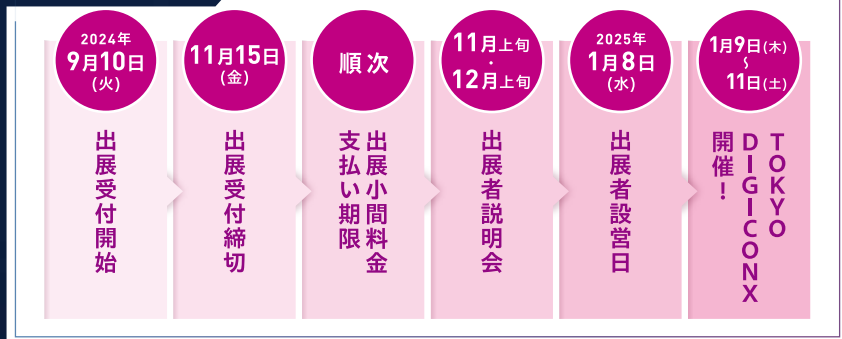 2024年
9月10日
(火)
出展受付開始
11月15日
(金)
出展受付締切
順次
出展小間料金
支払い期限
11月上旬
・
12月上旬
出展者説明会
2025年
1月8日
(水)
出展者設営日
1月9日(木)
〜
11日(土)
TOKYO
DIGICONX
開催！